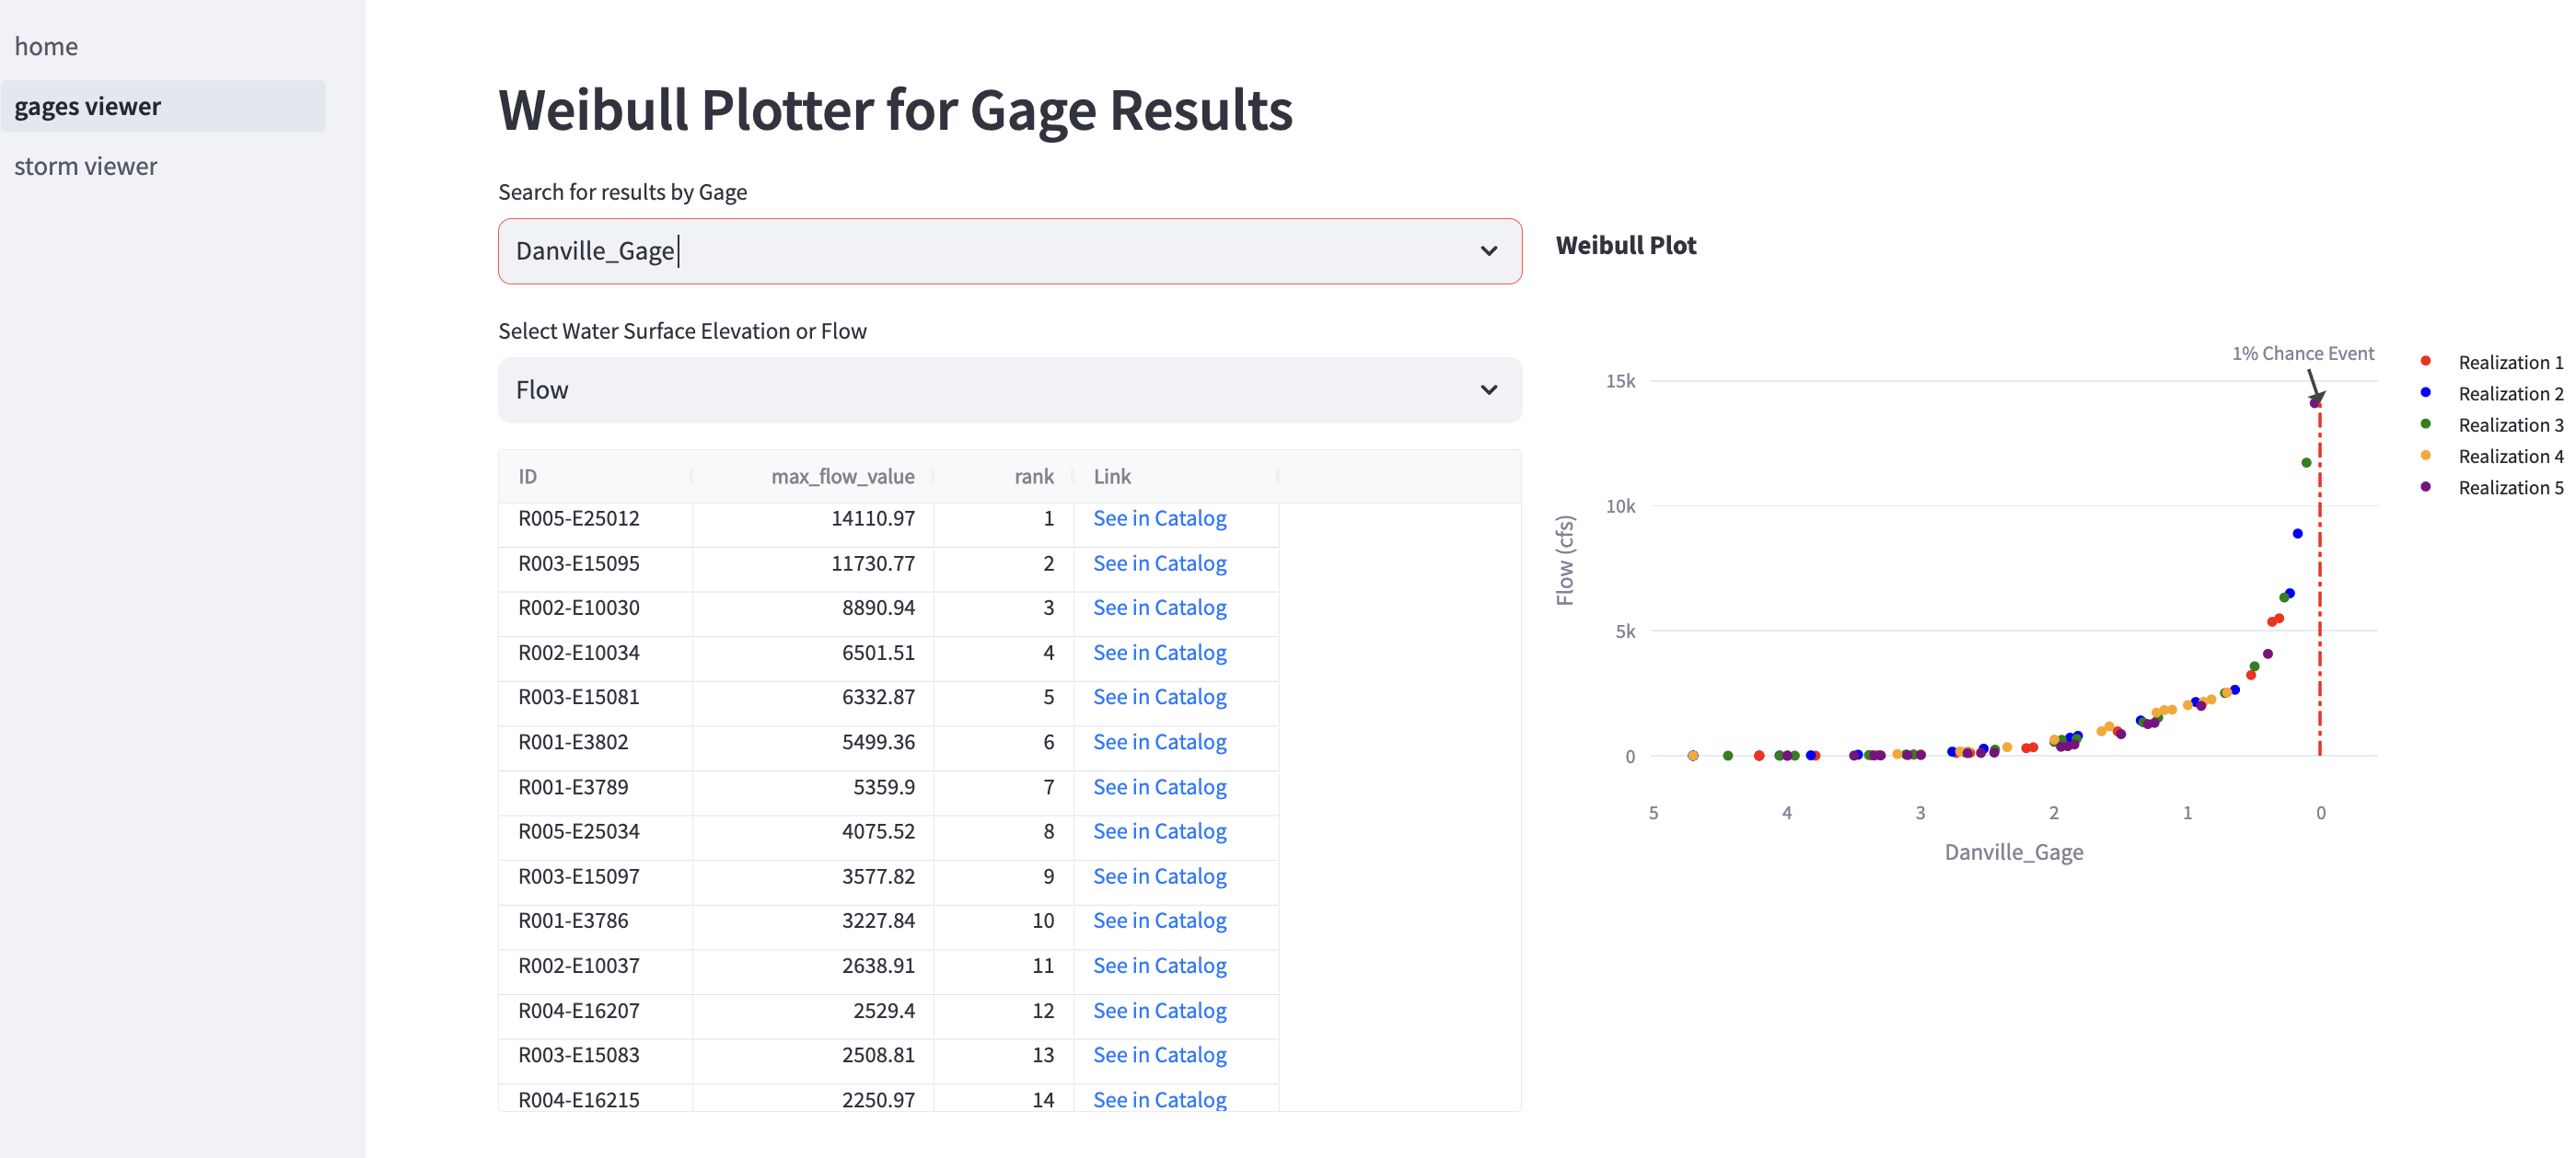 home
gages viewer
storm viewer
Weibull Plotter for Gage Results
Search for results by Gage
Danville_Gage
Select Water Surface Elevation or Flow
Flow
ID max_flow_value rank Link
R005-E25012 14110.97 1 See in Catalog
R003-E15095 11730.77 2 See in Catalog
R002-E10030 8890.94 3 See in Catalog
R002-E10034 6501.51 4 See in Catalog
R003-E15081 6332.87 5 See in Catalog
R001-E3802 5499.36 6 See in Catalog
R001-E3789 5359.9 7 See in Catalog
R005-E25034 4075.52 8 See in Catalog
R003-E15097 3577.82 9 See in Catalog
R001-E3786 3227.84 10 See in Catalog
R002-E10037 2638.91 11 See in Catalog
R004-E16207 2529.4 12 See in Catalog
R003-E15083 2508.81 13 See in Catalog
R004-E16215 2250.97 14 See in Catalog
Weibull Plot
1% Chance Event
15k
10k
5k
0
Flow (cfs)
5 4 3 2 1 0
Danville_Gage
Realization 1
Realization 2
Realization 3
Realization 4
Realization 5